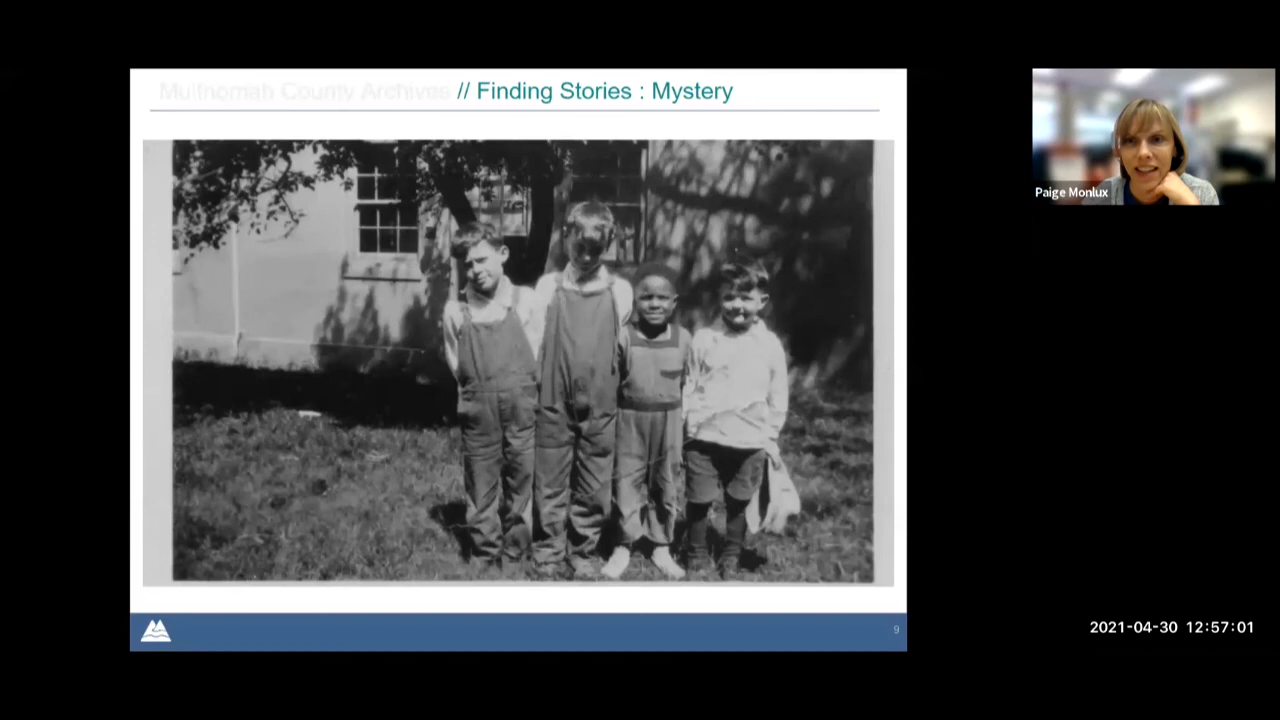 Multnomah County Archives // Finding Stories : Mystery
Paige Monlux
9
2021-04-30 12:57:01